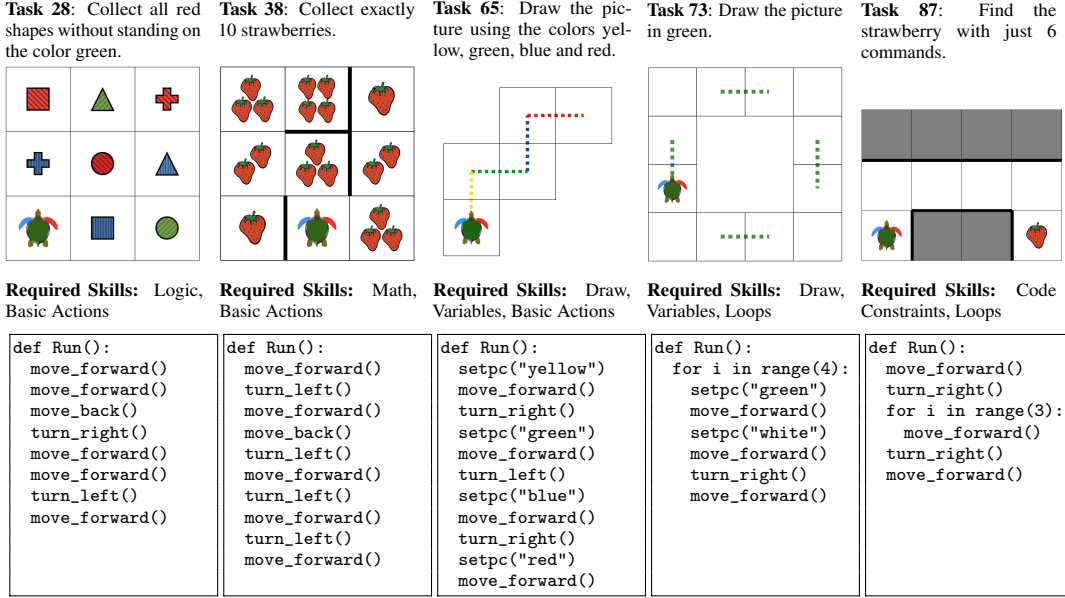 Task 28: Collect all red
shapes without standing on
the color green.
Required Skills: Logic,
Basic Actions
def Run():
  move_forward()
  move_forward()
  move_back()
  turn_right()
  move_forward()
  move_forward()
  turn_left()
  move_forward()
Task 38: Collect exactly
10 strawberries.
Required Skills: Math,
Basic Actions
def Run():
  move_forward()
  turn_left()
  move_forward()
  move_back()
  turn_left()
  move_forward()
  turn_left()
  move_forward()
  turn_left()
  move_forward()
Task 65: Draw the pic-
ture using the colors yel-
low, green, blue and red.
Required Skills: Draw,
Variables, Basic Actions
def Run():
  setpc("yellow")
  move_forward()
  turn_right()
  setpc("green")
  move_forward()
  turn_left()
  setpc("blue")
  move_forward()
  turn_right()
  setpc("red")
  move_forward()
Task 73: Draw the picture
in green.
Required Skills: Draw,
Variables, Loops
def Run():
  for i in range(4):
    setpc("green")
    move_forward()
    setpc("white")
    move_forward()
    turn_right()
    move_forward()
Task 87: Find the
strawberry with just 6
commands.
Required Skills: Code
Constraints, Loops
def Run():
  move_forward()
  turn_right()
  for i in range(3):
    move_forward()
  turn_right()
  move_forward()